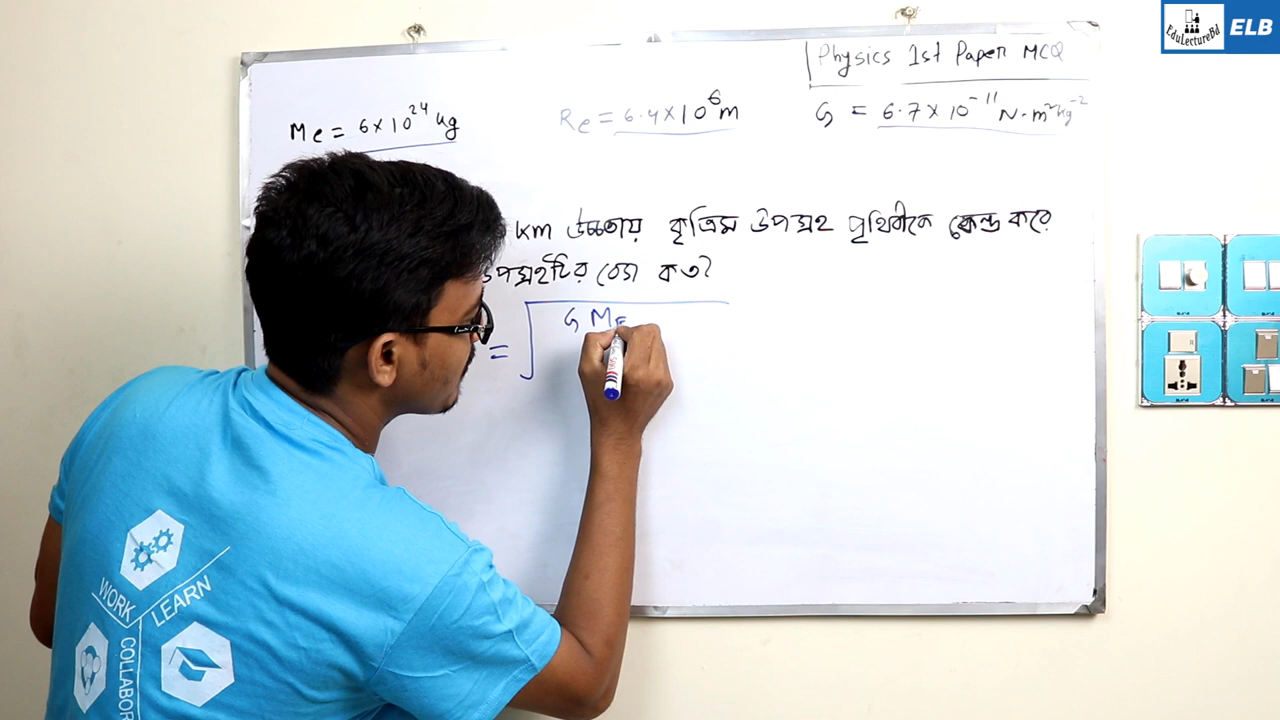 EduLectureBd ELB
Physics 1st Paper MCQ
Me = 6×10²⁴ kg Re = 6.4×10⁶ m G = 6.7×10⁻¹¹ N·m²kg⁻²
km উচ্চতায় কৃত্রিম উপগ্রহ পৃথিবীকে কেন্দ্র করে
উপগ্রহটির বেগ কত?
= √ G M
WORK LEARN